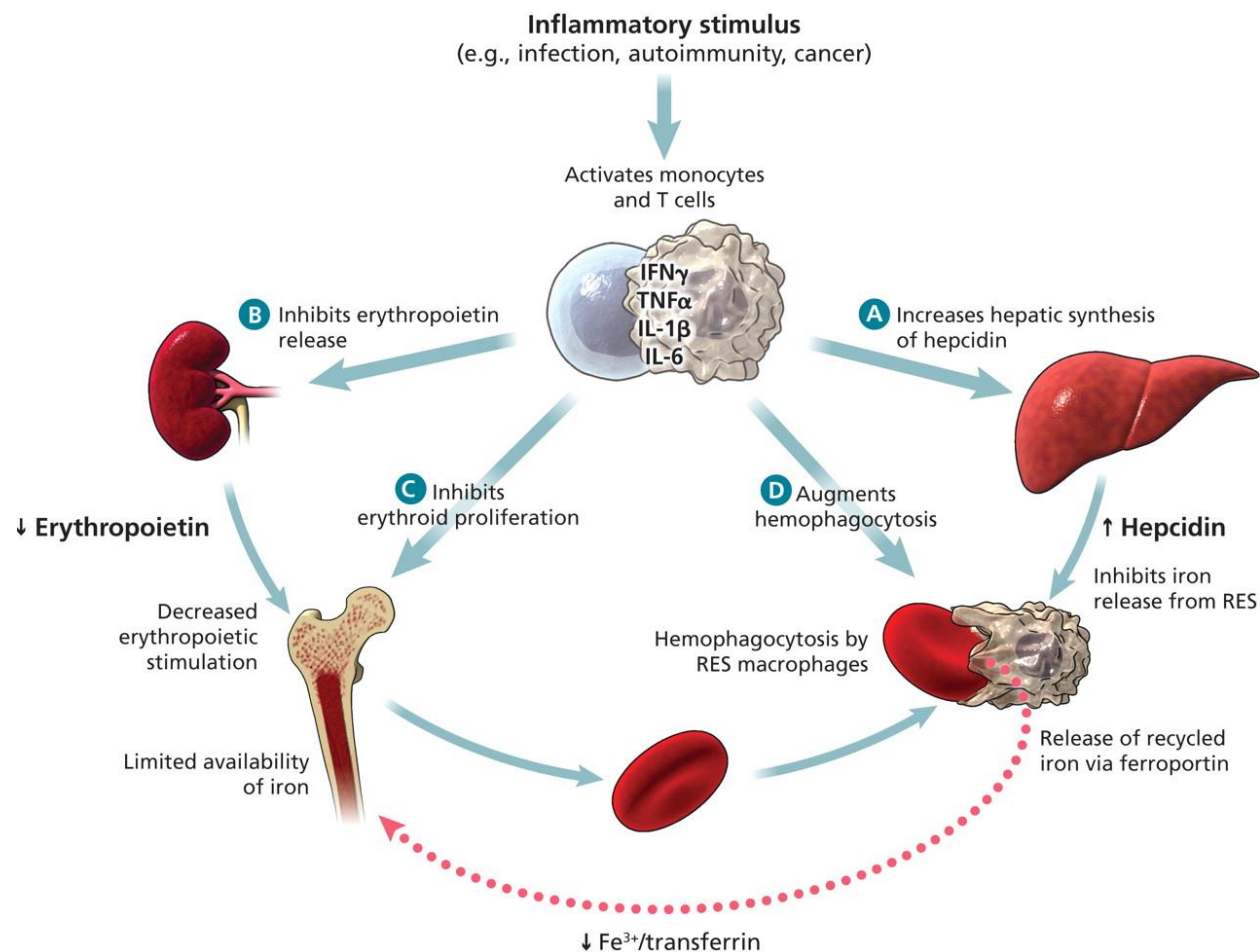 Inflammatory stimulus
(e.g., infection, autoimmunity, cancer)
Activates monocytes
and T cells
IFNγ
TNFα
IL-1β
IL-6
B Inhibits erythropoietin
release
A Increases hepatic synthesis
of hepcidin
C Inhibits
erythroid proliferation
D Augments
hemophagocytosis
↓ Erythropoietin
↑ Hepcidin
Inhibits iron
release from RES
Decreased
erythropoietic
stimulation
Hemophagocytosis by
RES macrophages
Limited availability
of iron
Release of recycled
iron via ferroportin
↓ Fe³⁺/transferrin